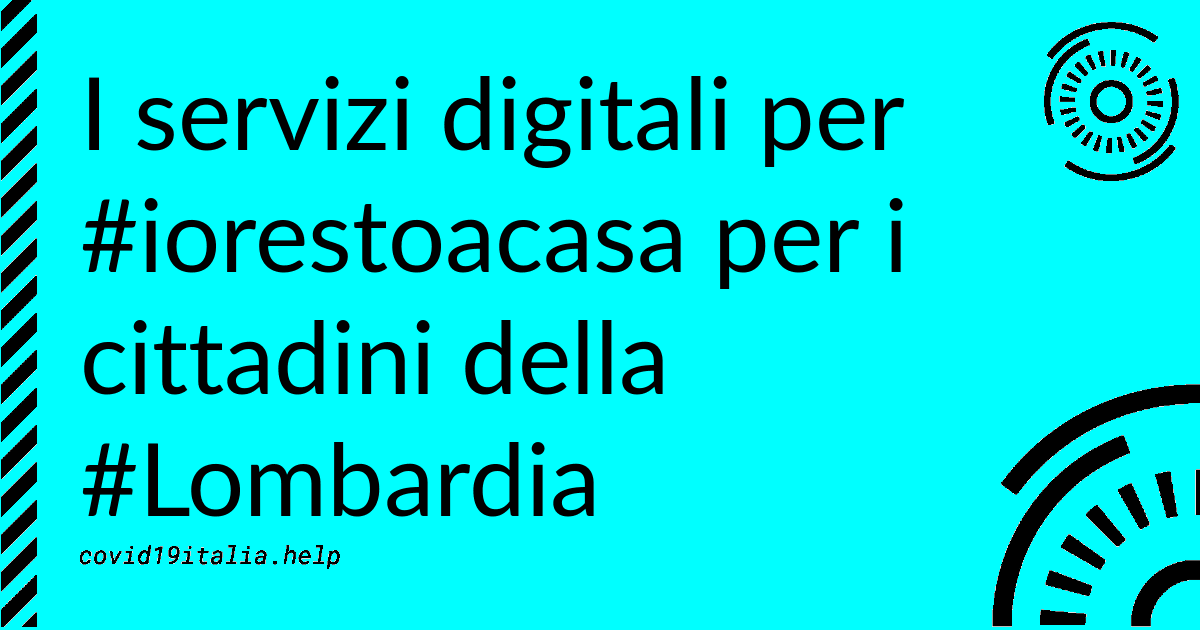 I servizi digitali per
#iorestoacasa per i
cittadini della
#Lombardia
covid19italia.help